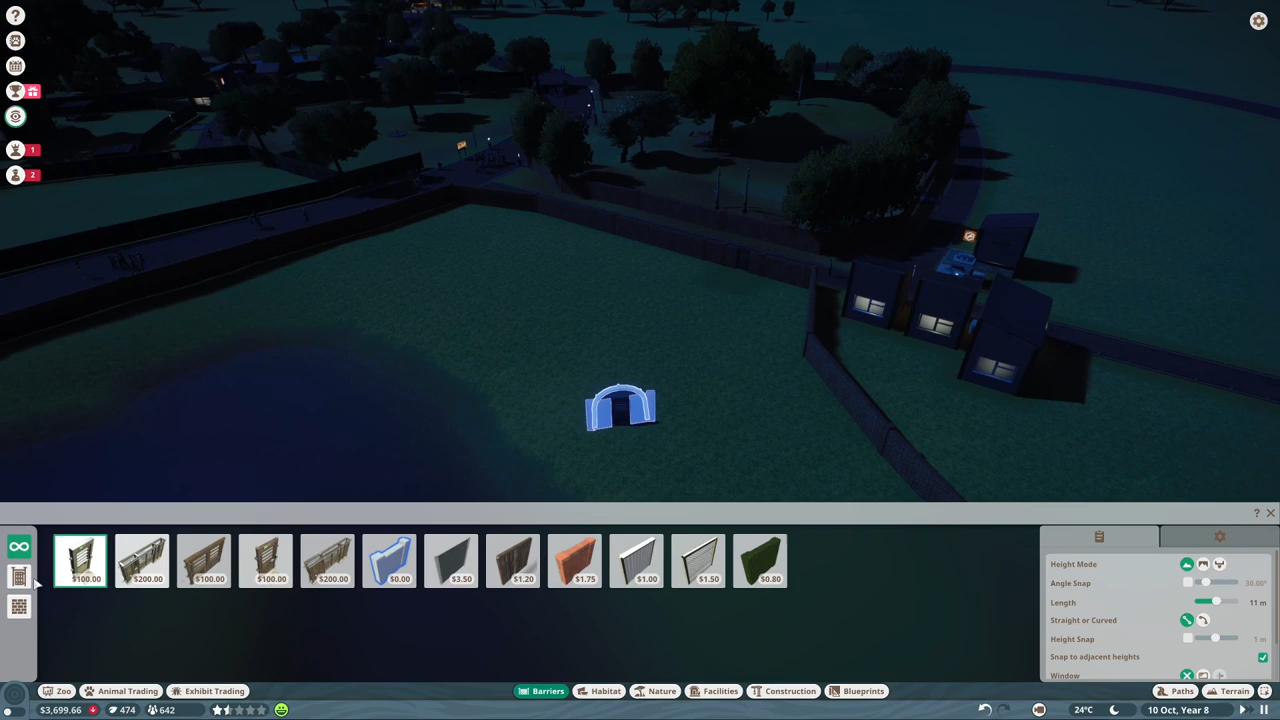 ?
1
2
? ×
∞
$100.00 $200.00 $100.00 $100.00 $200.00 $0.00 $3.50 $1.20 $1.75 $1.00 $1.50 $0.80
Height Mode
Angle Snap 30.00°
Length 11 m
Straight or Curved
Height Snap 1 m
Snap to adjacent heights
Window
Zoo Animal Trading Exhibit Trading Barriers Habitat Nature Facilities Construction Blueprints Paths Terrain
$3,699.66 474 642 24°C 10 Oct, Year 8